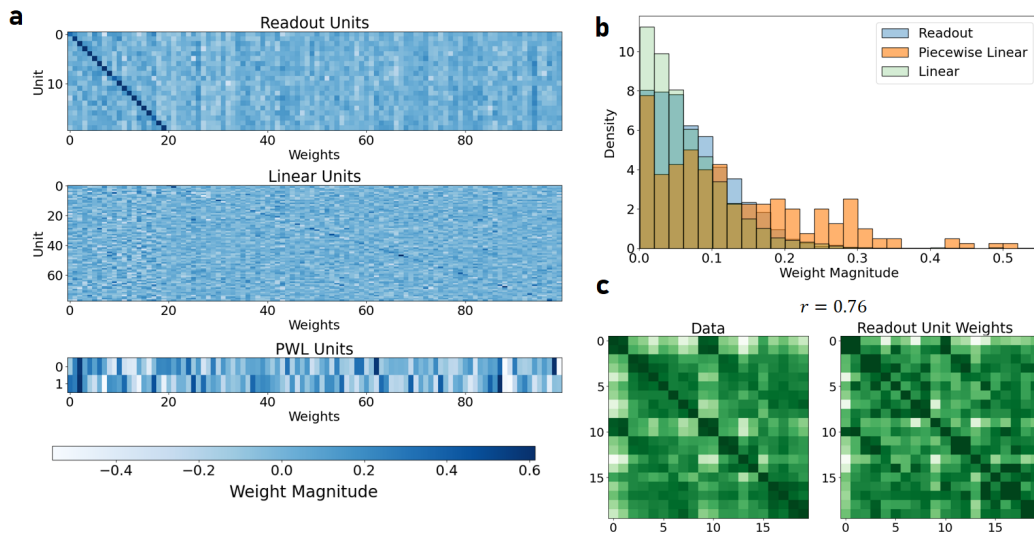 a
Readout Units
0
10
Unit
0 20 40 60 80
Weights
Linear Units
0
20
40
60
Unit
0 20 40 60 80
Weights
PWL Units
0
1
0 20 40 60 80
Weights
−0.4 −0.2 0.0 0.2 0.4 0.6
Weight Magnitude
b
Readout
Piecewise Linear
Linear
10
8
6
4
2
0
Density
0.0 0.1 0.2 0.3 0.4 0.5
Weight Magnitude
c
r = 0.76
Data
0
5
10
15
0 5 10 15
Readout Unit Weights
0
5
10
15
0 5 10 15